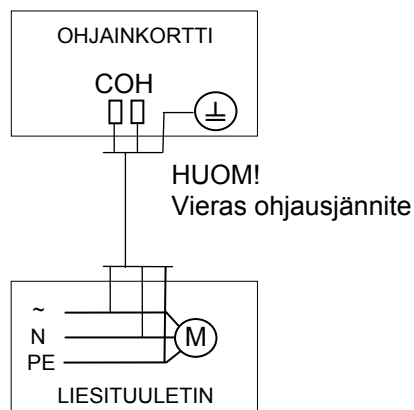 OHJAINKORTTI
COH
HUOM!
Vieras ohjausjännite
~
N
M
PE
LIESITUULETIN